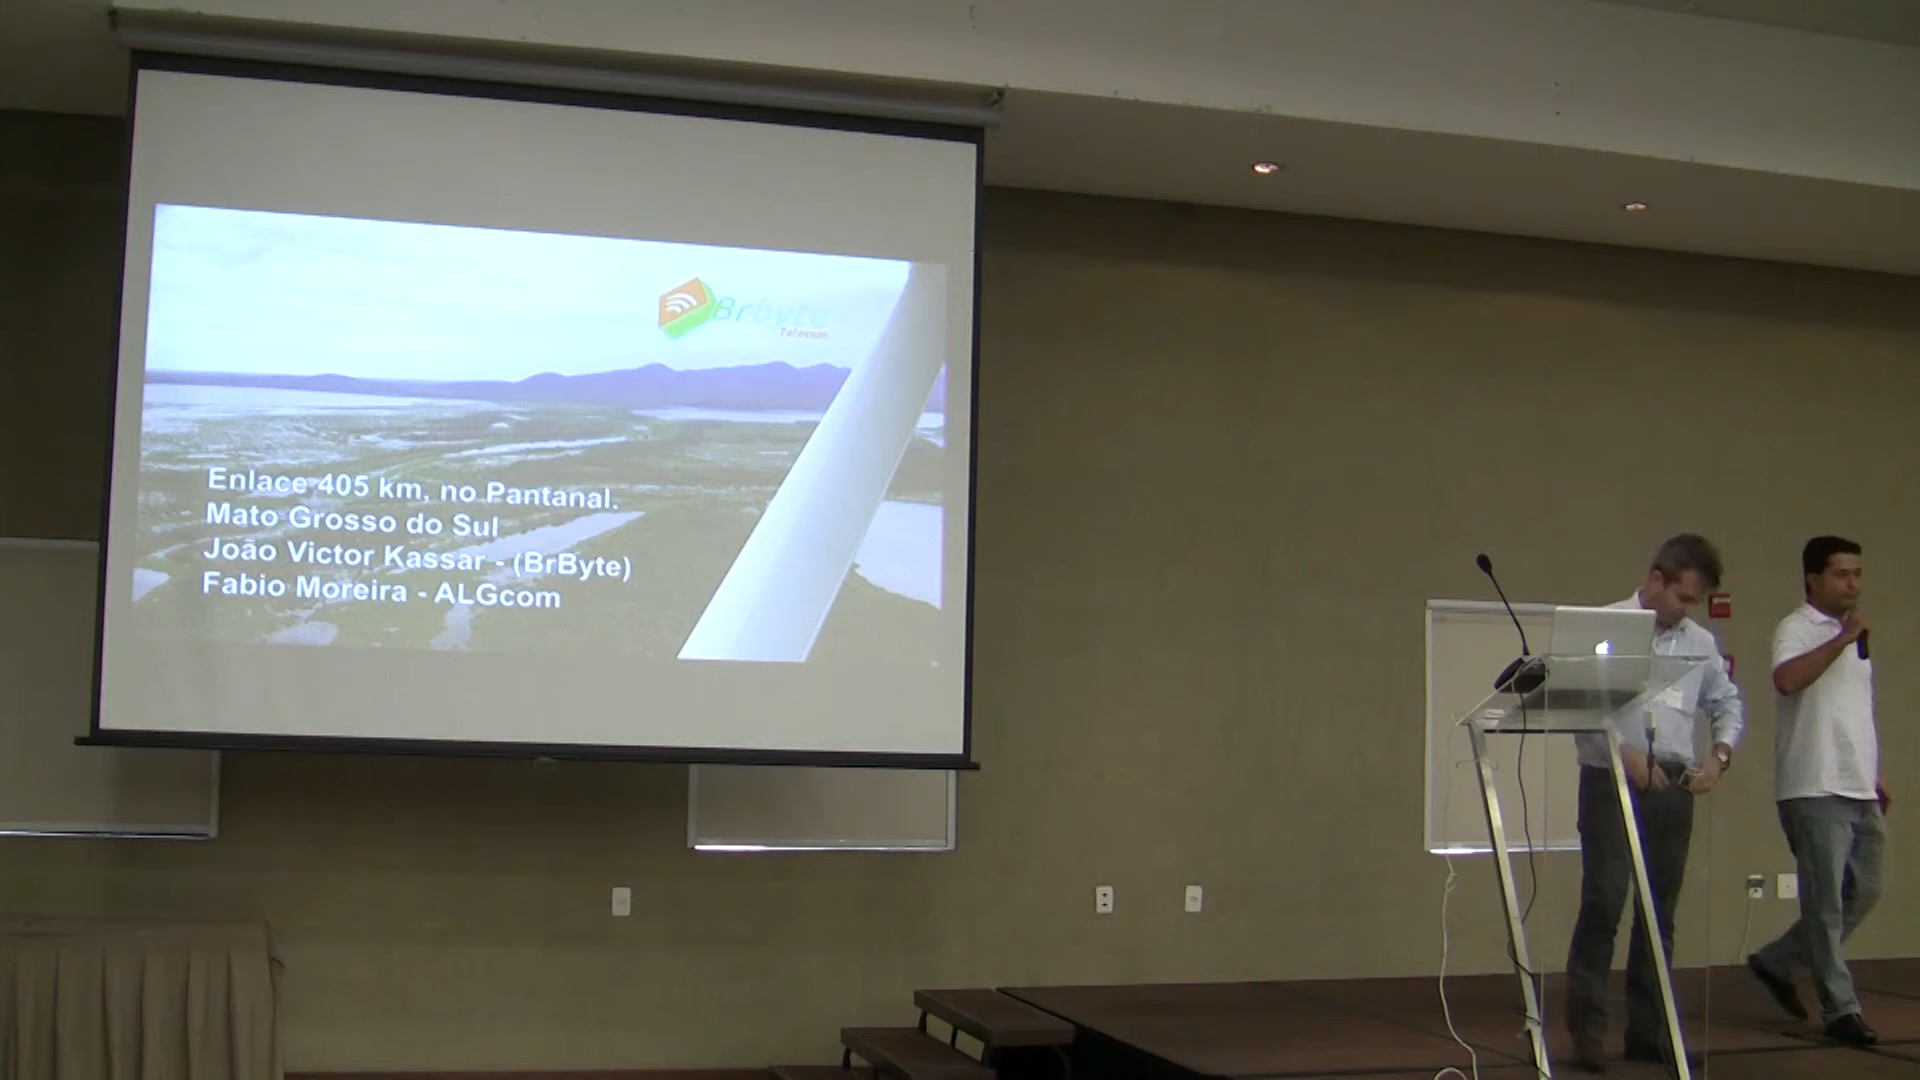 Brbyte
Telecom
Enlace 405 km, no Pantanal.
Mato Grosso do Sul
João Victor Kassar - (BrByte)
Fabio Moreira - ALGcom